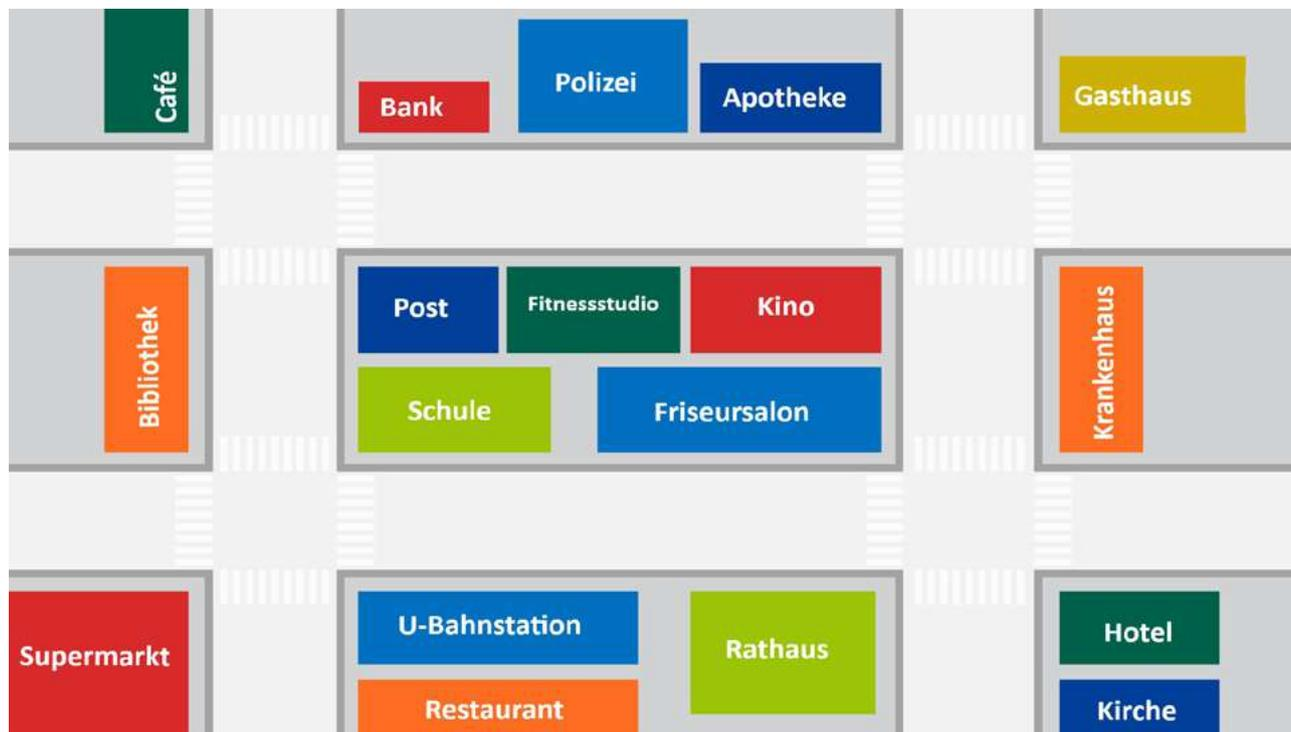 Café
Bank
Polizei
Apotheke
Gasthaus
Bibliothek
Post
Fitnessstudio
Kino
Krankenhaus
Schule
Friseursalon
Supermarkt
U-Bahnstation
Rathaus
Hotel
Restaurant
Kirche